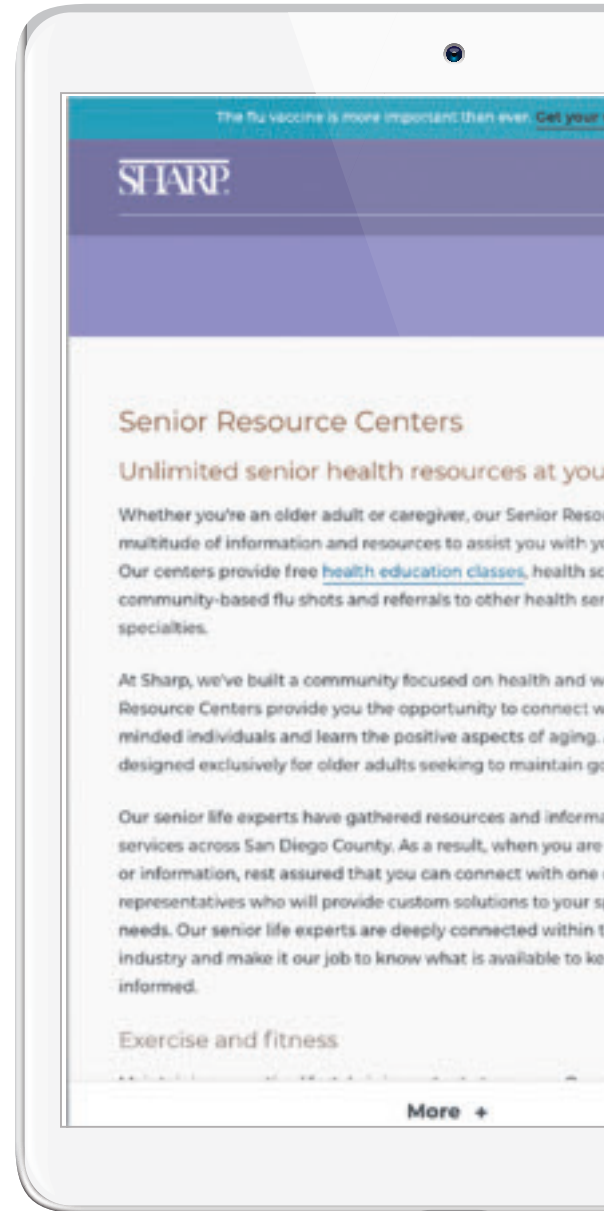 The flu vaccine is more important than ever. Get your
SHARP.
Senior Resource Centers
Unlimited senior health resources at you
Whether you're an older adult or caregiver, our Senior Resou
multitude of information and resources to assist you with yo
Our centers provide free health education classes, health sc
community-based flu shots and referrals to other health ser
specialties.
At Sharp, we've built a community focused on health and w
Resource Centers provide you the opportunity to connect w
minded individuals and learn the positive aspects of aging.
designed exclusively for older adults seeking to maintain go
Our senior life experts have gathered resources and informa
services across San Diego County. As a result, when you are
or information, rest assured that you can connect with one
representatives who will provide custom solutions to your sp
needs. Our senior life experts are deeply connected within t
industry and make it our job to know what is available to ke
informed.
Exercise and fitness
More +